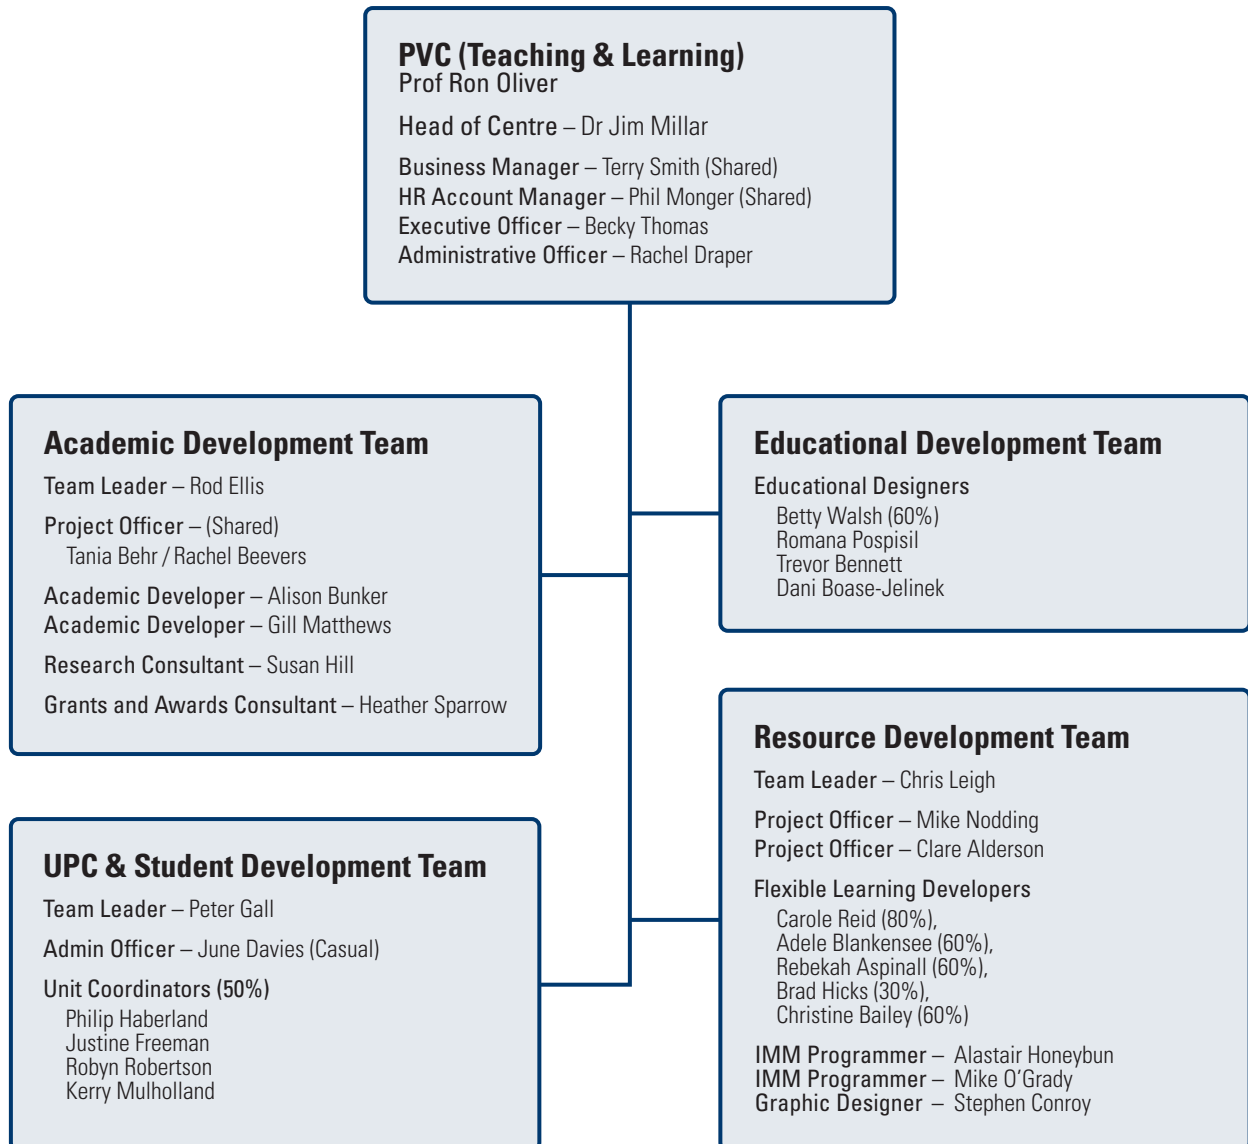 PVC (Teaching & Learning)
Prof Ron Oliver
Head of Centre – Dr Jim Millar
Business Manager – Terry Smith (Shared)
HR Account Manager – Phil Monger (Shared)
Executive Officer – Becky Thomas
Administrative Officer – Rachel Draper
Academic Development Team
Team Leader – Rod Ellis
Project Officer – (Shared)
Tania Behr / Rachel Beevers
Academic Developer – Alison Bunker
Academic Developer – Gill Matthews
Research Consultant – Susan Hill
Grants and Awards Consultant – Heather Sparrow
Educational Development Team
Educational Designers
Betty Walsh (60%)
Romana Pospisil
Trevor Bennett
Dani Boase-Jelinek
UPC & Student Development Team
Team Leader – Peter Gall
Admin Officer – June Davies (Casual)
Unit Coordinators (50%)
Philip Haberland
Justine Freeman
Robyn Robertson
Kerry Mulholland
Resource Development Team
Team Leader – Chris Leigh
Project Officer – Mike Nodding
Project Officer – Clare Alderson
Flexible Learning Developers
Carole Reid (80%),
Adele Blankensee (60%),
Rebekah Aspinall (60%),
Brad Hicks (30%),
Christine Bailey (60%)
IMM Programmer – Alastair Honeybun
IMM Programmer – Mike O'Grady
Graphic Designer – Stephen Conroy